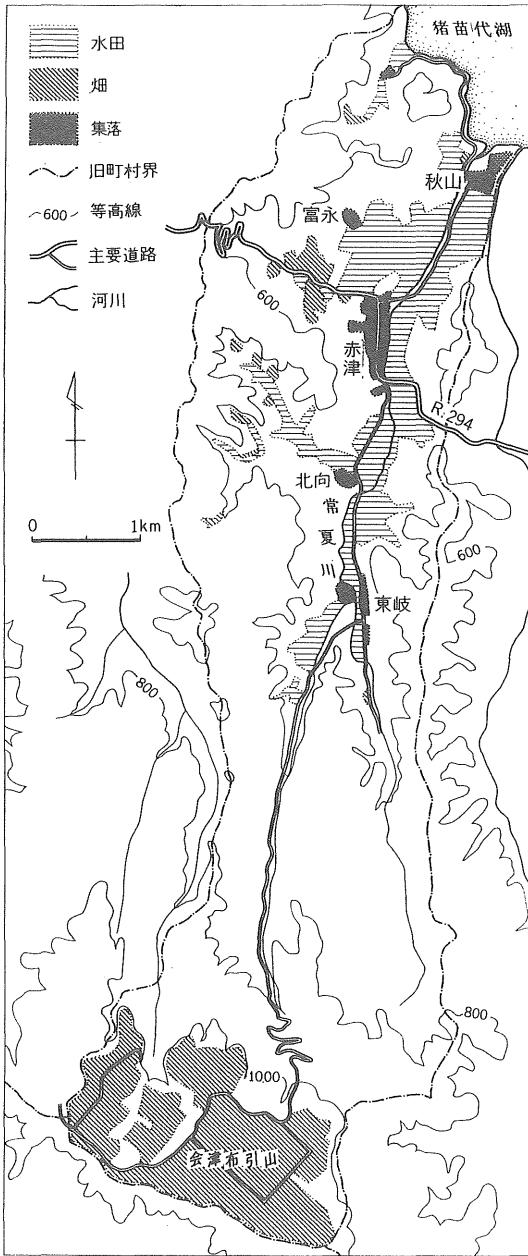 水田
畑
集落
旧町村界
600 等高線
主要道路
河川
0 1km
猪苗代湖
秋山
富永
600
赤津
R.294
北向
常夏川
600
東岐
800
800
1000
会津布引山